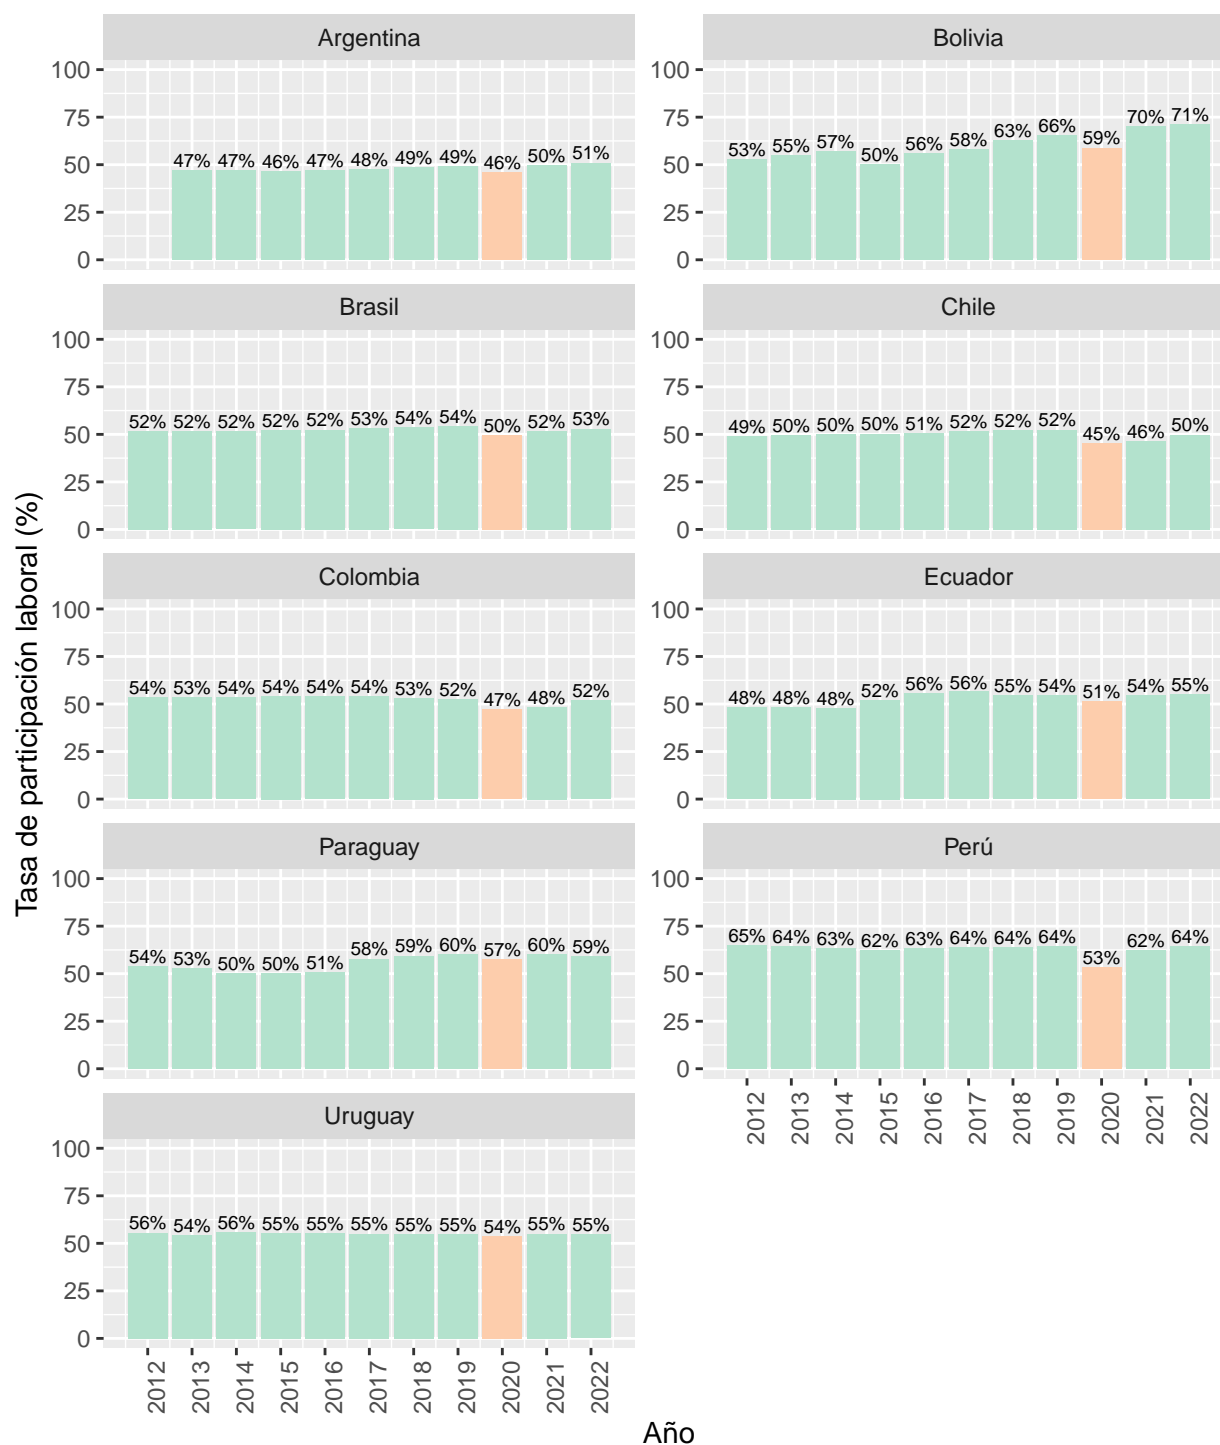 Argentina
Bolivia
100
75
50
25
0
47% 47% 46% 47% 48% 49% 49% 46% 50% 51%
100
75
50
25
0
53% 55% 57% 50% 56% 58% 63% 66% 59% 70% 71%
Brasil
Chile
100
75
50
25
0
52% 52% 52% 52% 52% 53% 54% 54% 50% 52% 53%
100
75
50
25
0
49% 50% 50% 50% 51% 52% 52% 52% 45% 46% 50%
Colombia
Ecuador
100
75
50
25
0
54% 53% 54% 54% 54% 54% 53% 52% 47% 48% 52%
100
75
50
25
0
48% 48% 48% 52% 56% 56% 55% 54% 51% 54% 55%
Paraguay
Perú
100
75
50
25
0
54% 53% 50% 50% 51% 58% 59% 60% 57% 60% 59%
100
75
50
25
0
65% 64% 63% 62% 63% 64% 64% 64% 53% 62% 64%
2012 2013 2014 2015 2016 2017 2018 2019 2020 2021 2022
Uruguay
100
75
50
25
0
56% 54% 56% 55% 55% 55% 55% 55% 54% 55% 55%
2012 2013 2014 2015 2016 2017 2018 2019 2020 2021 2022
Tasa de participación laboral (%)
Año